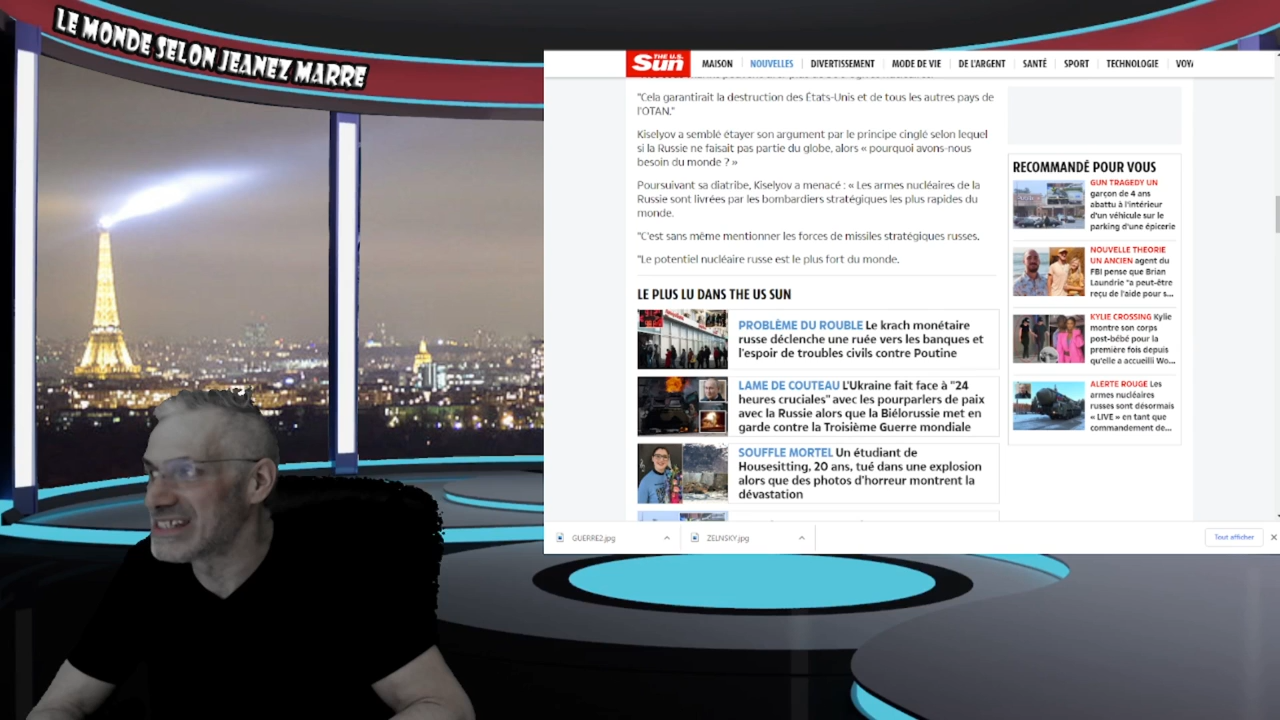 LE MONDE SELON JEANEZ MARRE
THE U.S. Sun
MAISON NOUVELLES DIVERTISSEMENT MODE DE VIE DE L'ARGENT SANTÉ SPORT TECHNOLOGIE VOY
"Cela garantirait la destruction des États-Unis et de tous les autres pays de
l'OTAN."
Kiselyov a semblé étayer son argument par le principe cinglé selon lequel
si la Russie ne faisait pas partie du globe, alors « pourquoi avons-nous
besoin du monde ? »
Poursuivant sa diatribe, Kiselyov a menacé : « Les armes nucléaires de la
Russie sont livrées par les bombardiers stratégiques les plus rapides du
monde.
"C'est sans même mentionner les forces de missiles stratégiques russes.
"Le potentiel nucléaire russe est le plus fort du monde.
LE PLUS LU DANS THE US SUN
PROBLÈME DU ROUBLE Le krach monétaire
russe déclenche une ruée vers les banques et
l'espoir de troubles civils contre Poutine
LAME DE COUTEAU L'Ukraine fait face à "24
heures cruciales" avec les pourparlers de paix
avec la Russie alors que la Biélorussie met en
garde contre la Troisième Guerre mondiale
SOUFFLE MORTEL Un étudiant de
Housesitting, 20 ans, tué dans une explosion
alors que des photos d'horreur montrent la
dévastation
RECOMMANDÉ POUR VOUS
GUN TRAGEDY UN
garçon de 4 ans
abattu à l'intérieur
d'un véhicule sur le
parking d'une épicerie
NOUVELLE THEORIE
UN ANCIEN agent du
FBI pense que Brian
Laundrie "a peut-être
reçu de l'aide pour s...
KYLIE CROSSING Kylie
montre son corps
post-bébé pour la
première fois depuis
qu'elle a accueilli Wo...
ALERTE ROUGE Les
armes nucléaires
russes sont désormais
« LIVE » en tant que
commandement de...
GUERRE2.jpg
ZELNSKY.jpg
Tout afficher